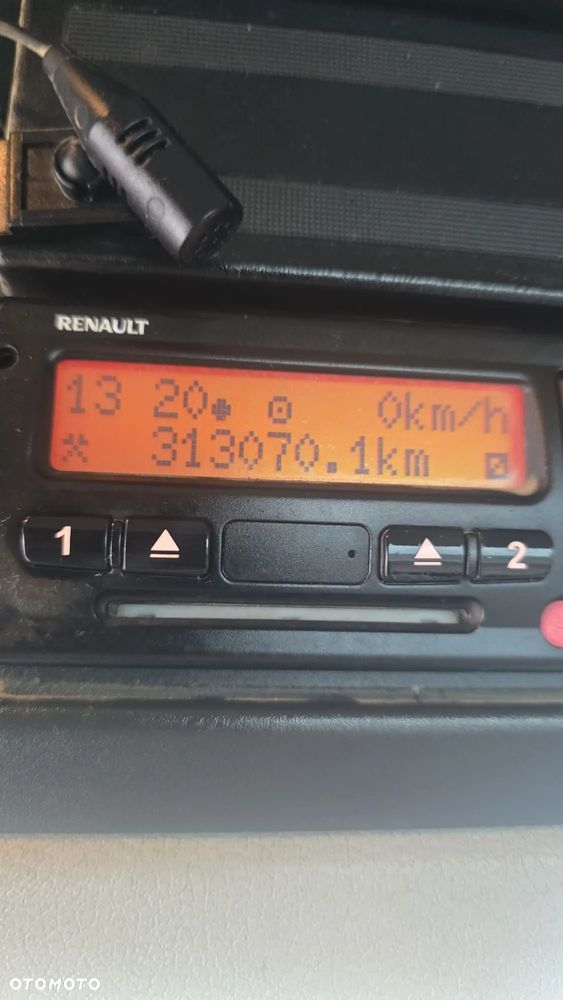 RENAULT
13 20 0km/h
313070.1km
1 2
OTOMOTO